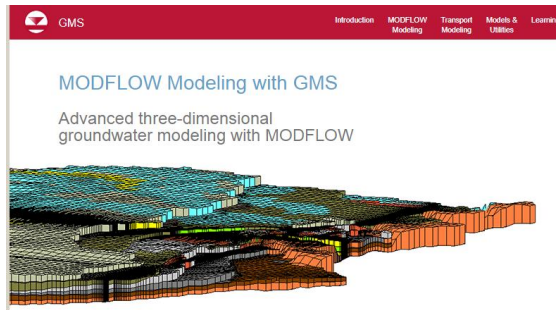 GMS
Introduction
MODFLOW
Modeling
Transport
Modeling
Models &
Utilities
Learnin
MODFLOW Modeling with GMS
Advanced three-dimensional
groundwater modeling with MODFLOW